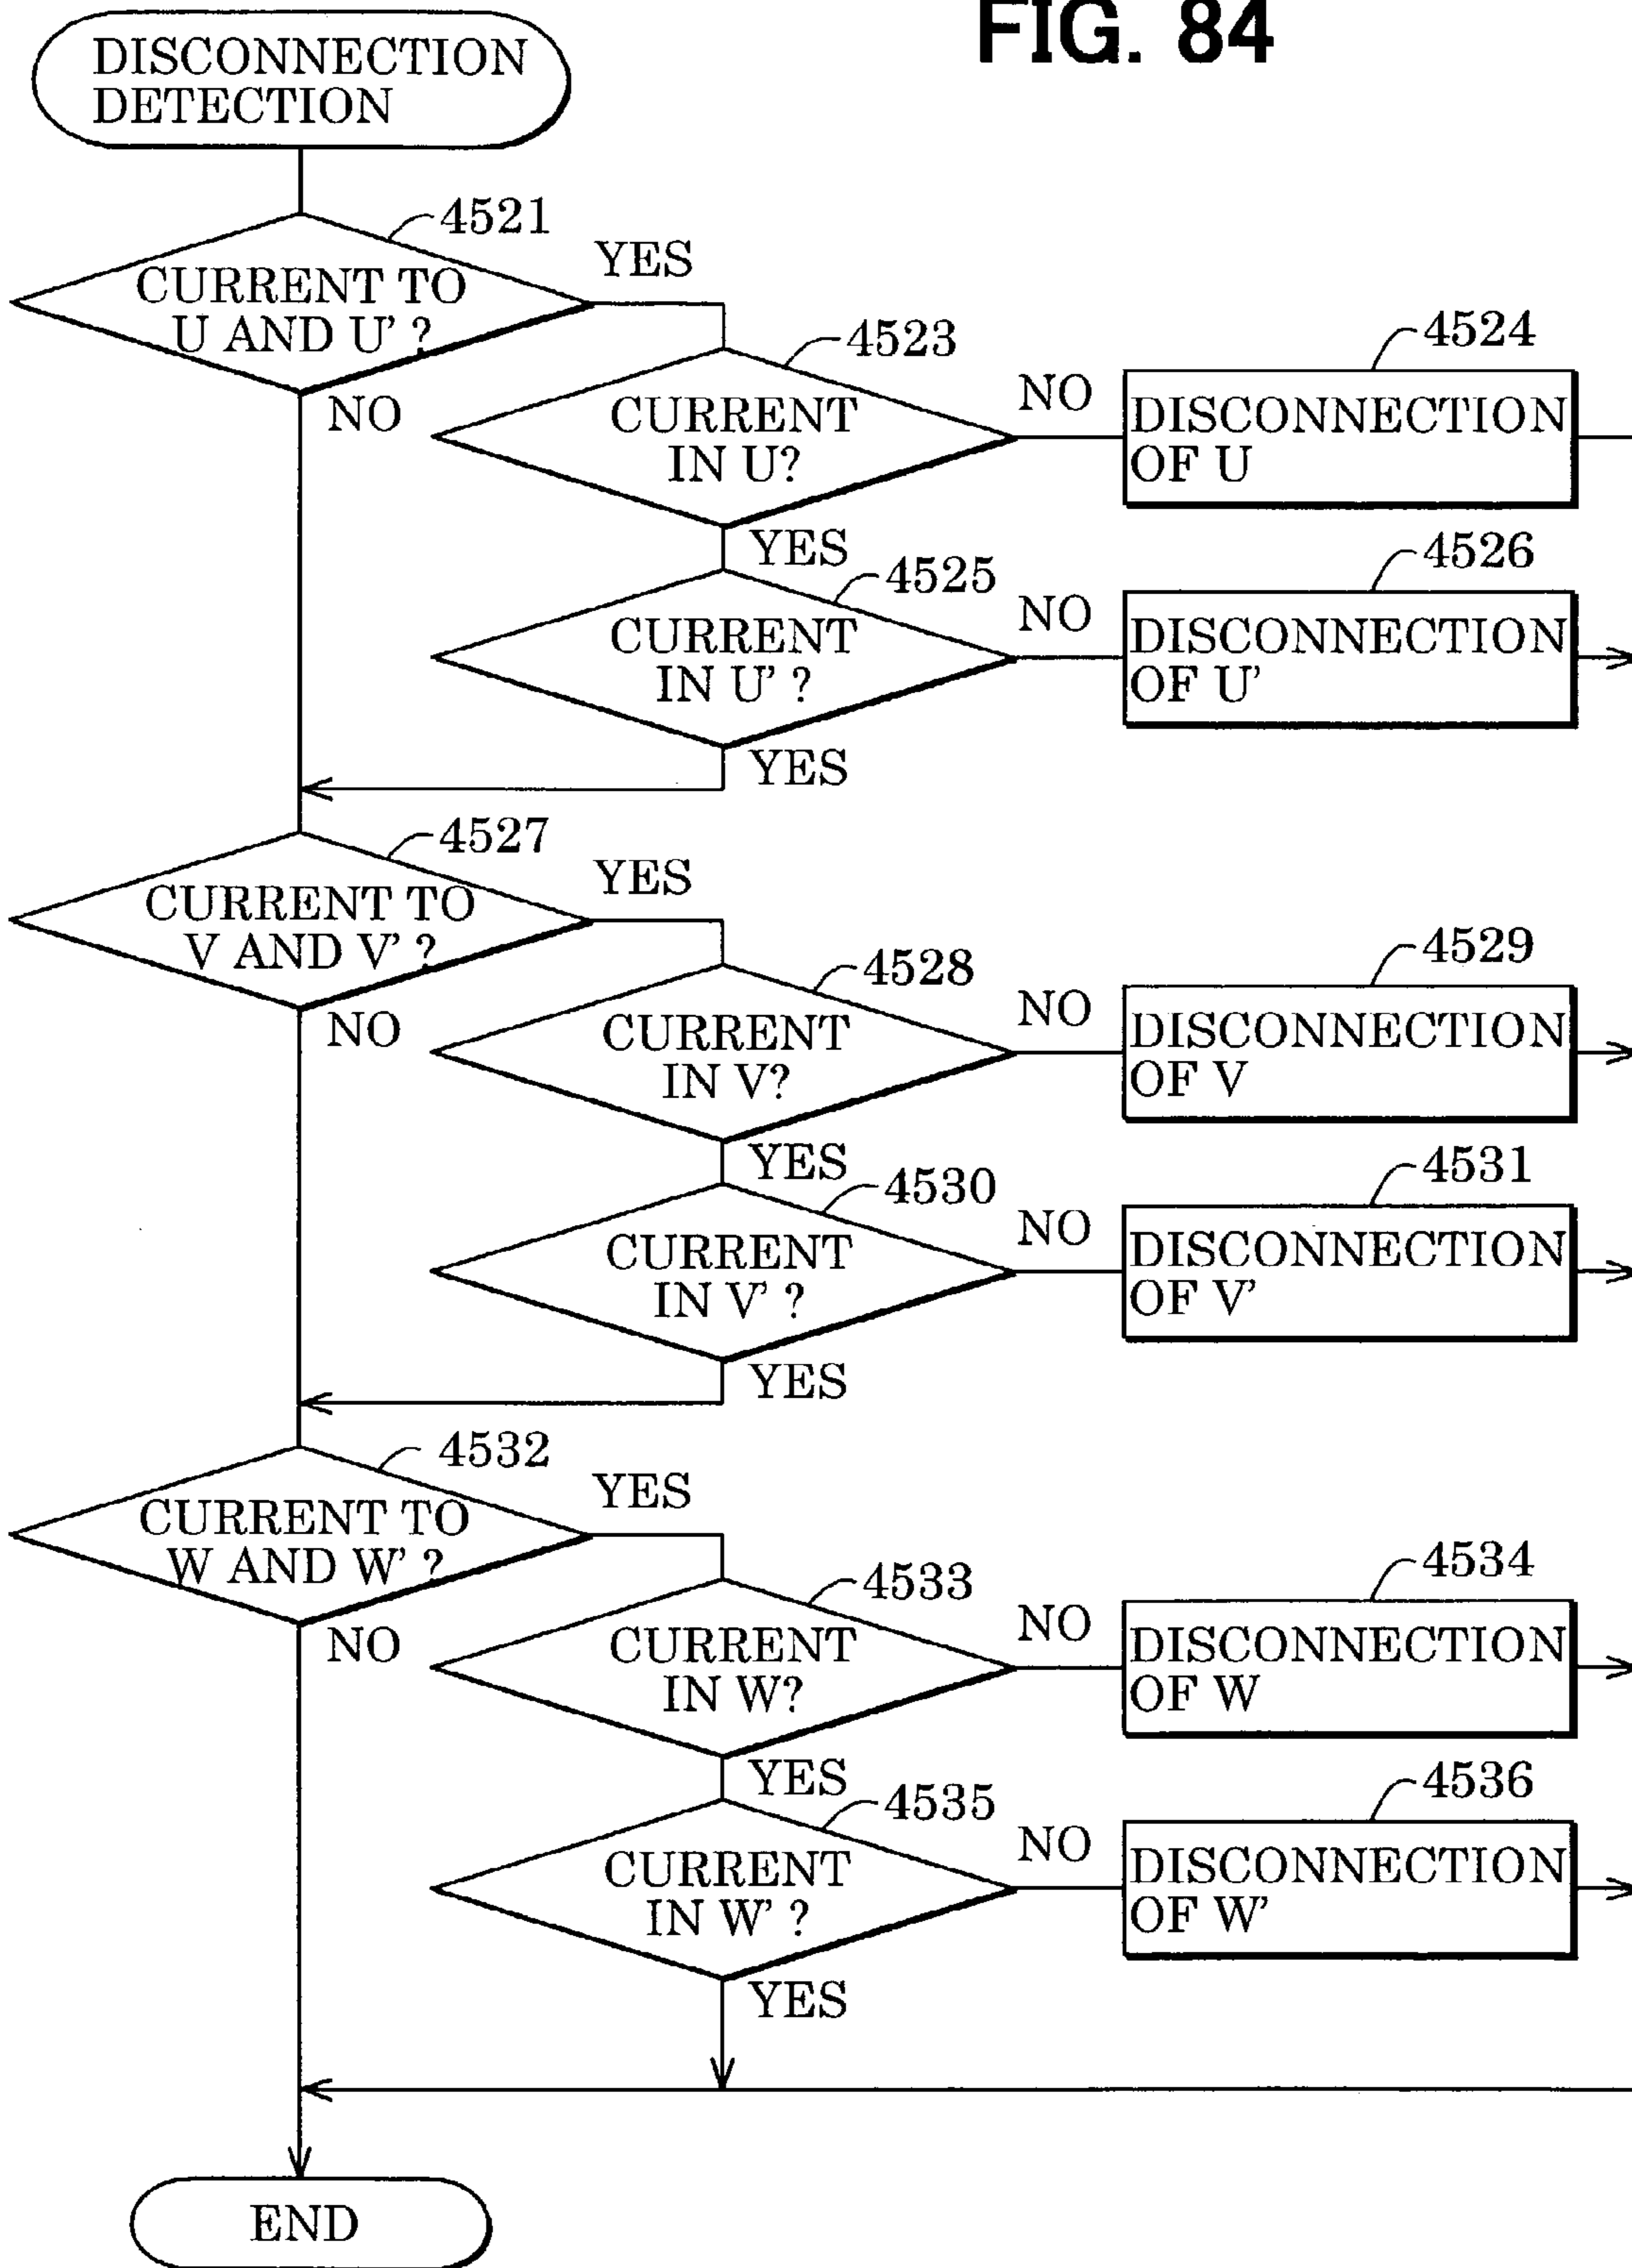 FIG. 84
DISCONNECTION
DETECTION
4521
CURRENT TO
U AND U' ?
YES
NO
4523
CURRENT
IN U?
NO
YES
4524
DISCONNECTION
OF U
4525
CURRENT
IN U' ?
NO
YES
4526
DISCONNECTION
OF U'
4527
CURRENT TO
V AND V' ?
YES
NO
4528
CURRENT
IN V?
NO
YES
4529
DISCONNECTION
OF V
4530
CURRENT
IN V' ?
NO
YES
4531
DISCONNECTION
OF V'
4532
CURRENT TO
W AND W' ?
YES
NO
4533
CURRENT
IN W?
NO
YES
4534
DISCONNECTION
OF W
4535
CURRENT
IN W' ?
NO
YES
4536
DISCONNECTION
OF W'
END